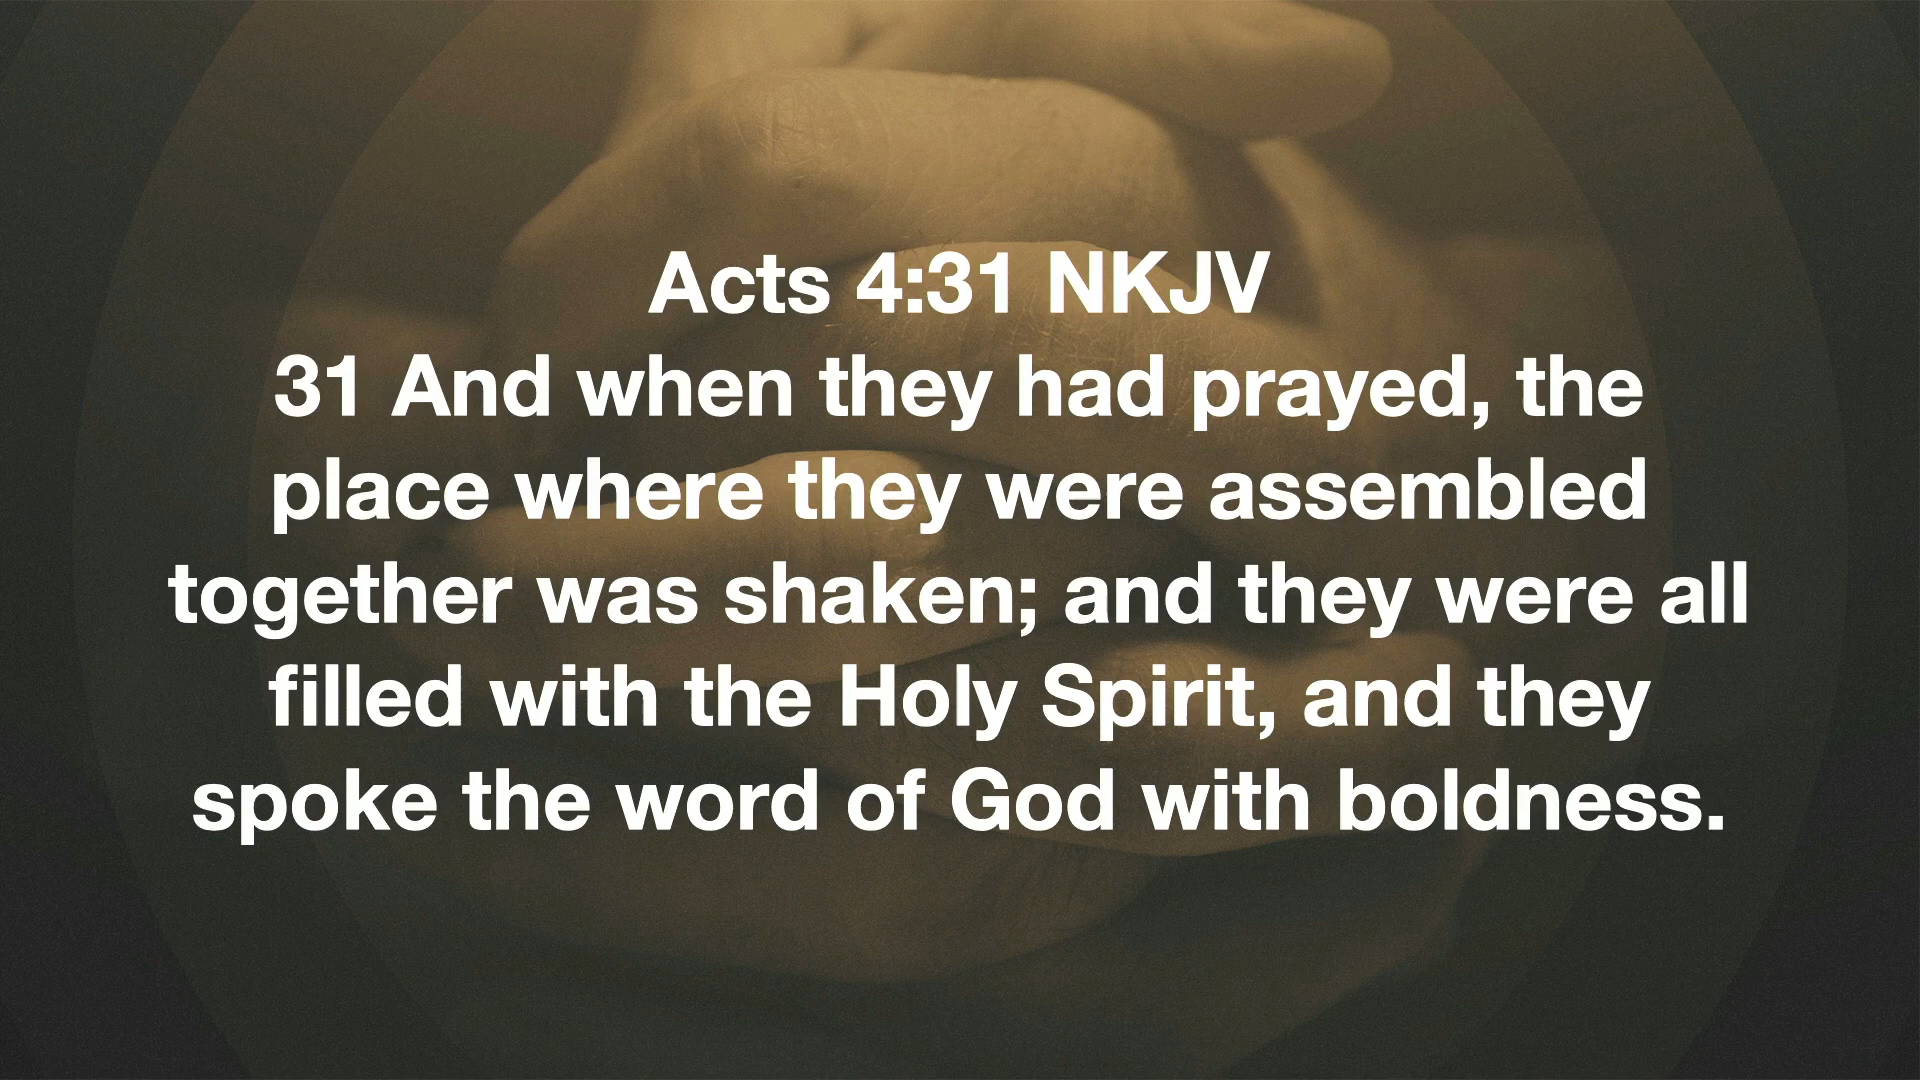 Acts 4:31 NKJV
31 And when they had prayed, the
place where they were assembled
together was shaken; and they were all
filled with the Holy Spirit, and they
spoke the word of God with boldness.